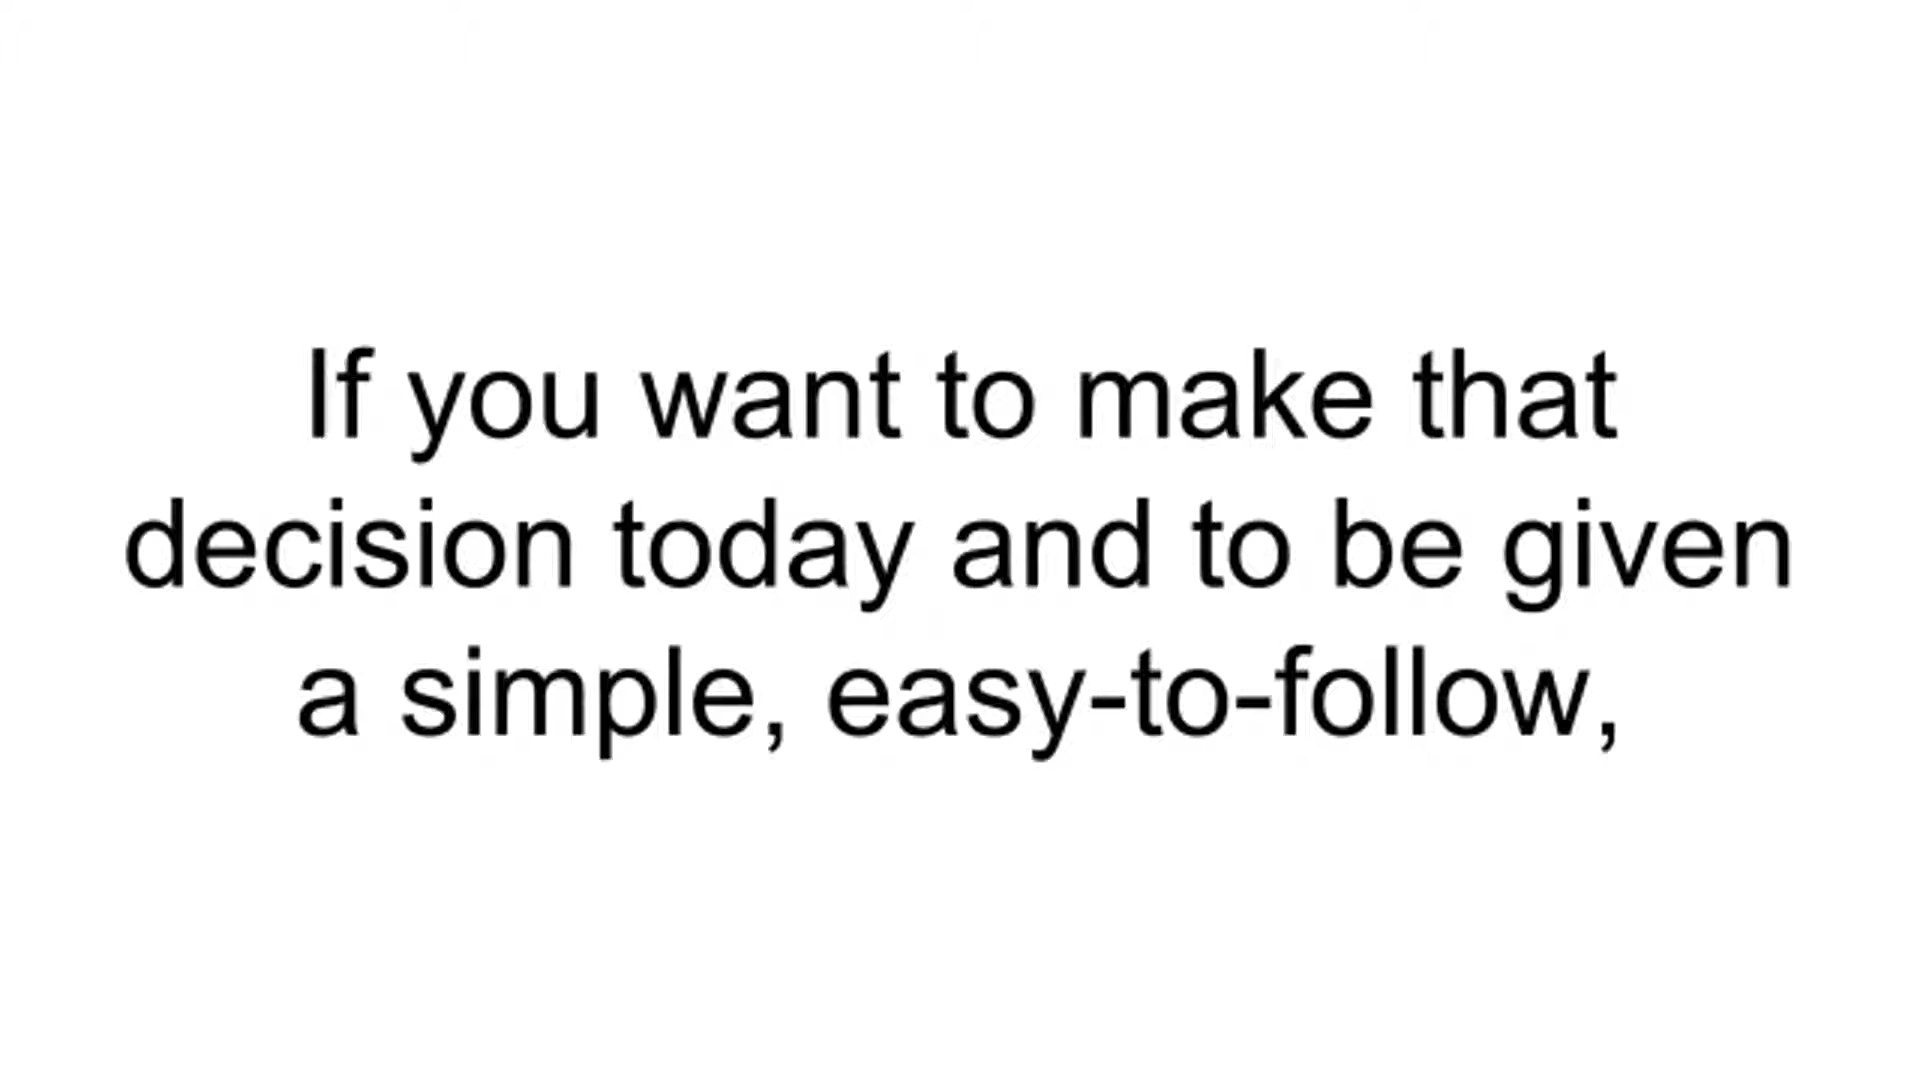 If you want to make that
decision today and to be given
a simple, easy-to-follow,